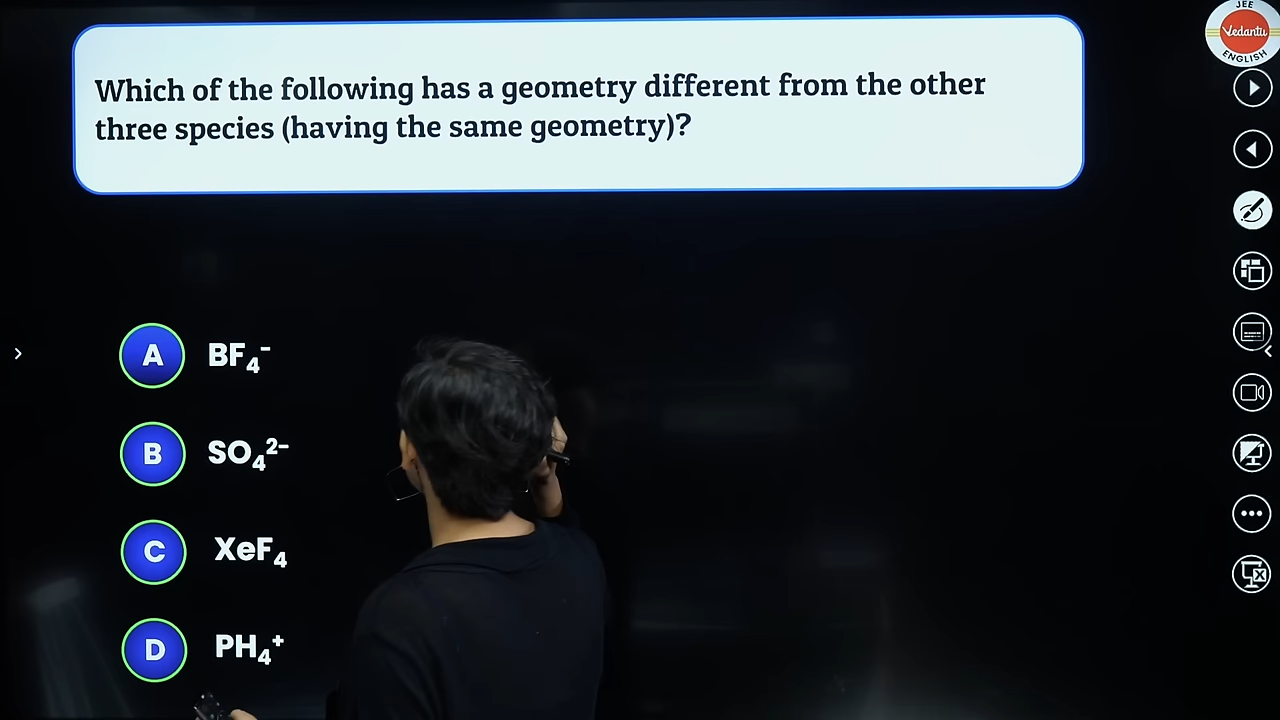 JEE
Vedantu
ENGLISH
Which of the following has a geometry different from the other
three species (having the same geometry)?
A BF₄⁻
B SO₄²⁻
C XeF₄
D PH₄⁺